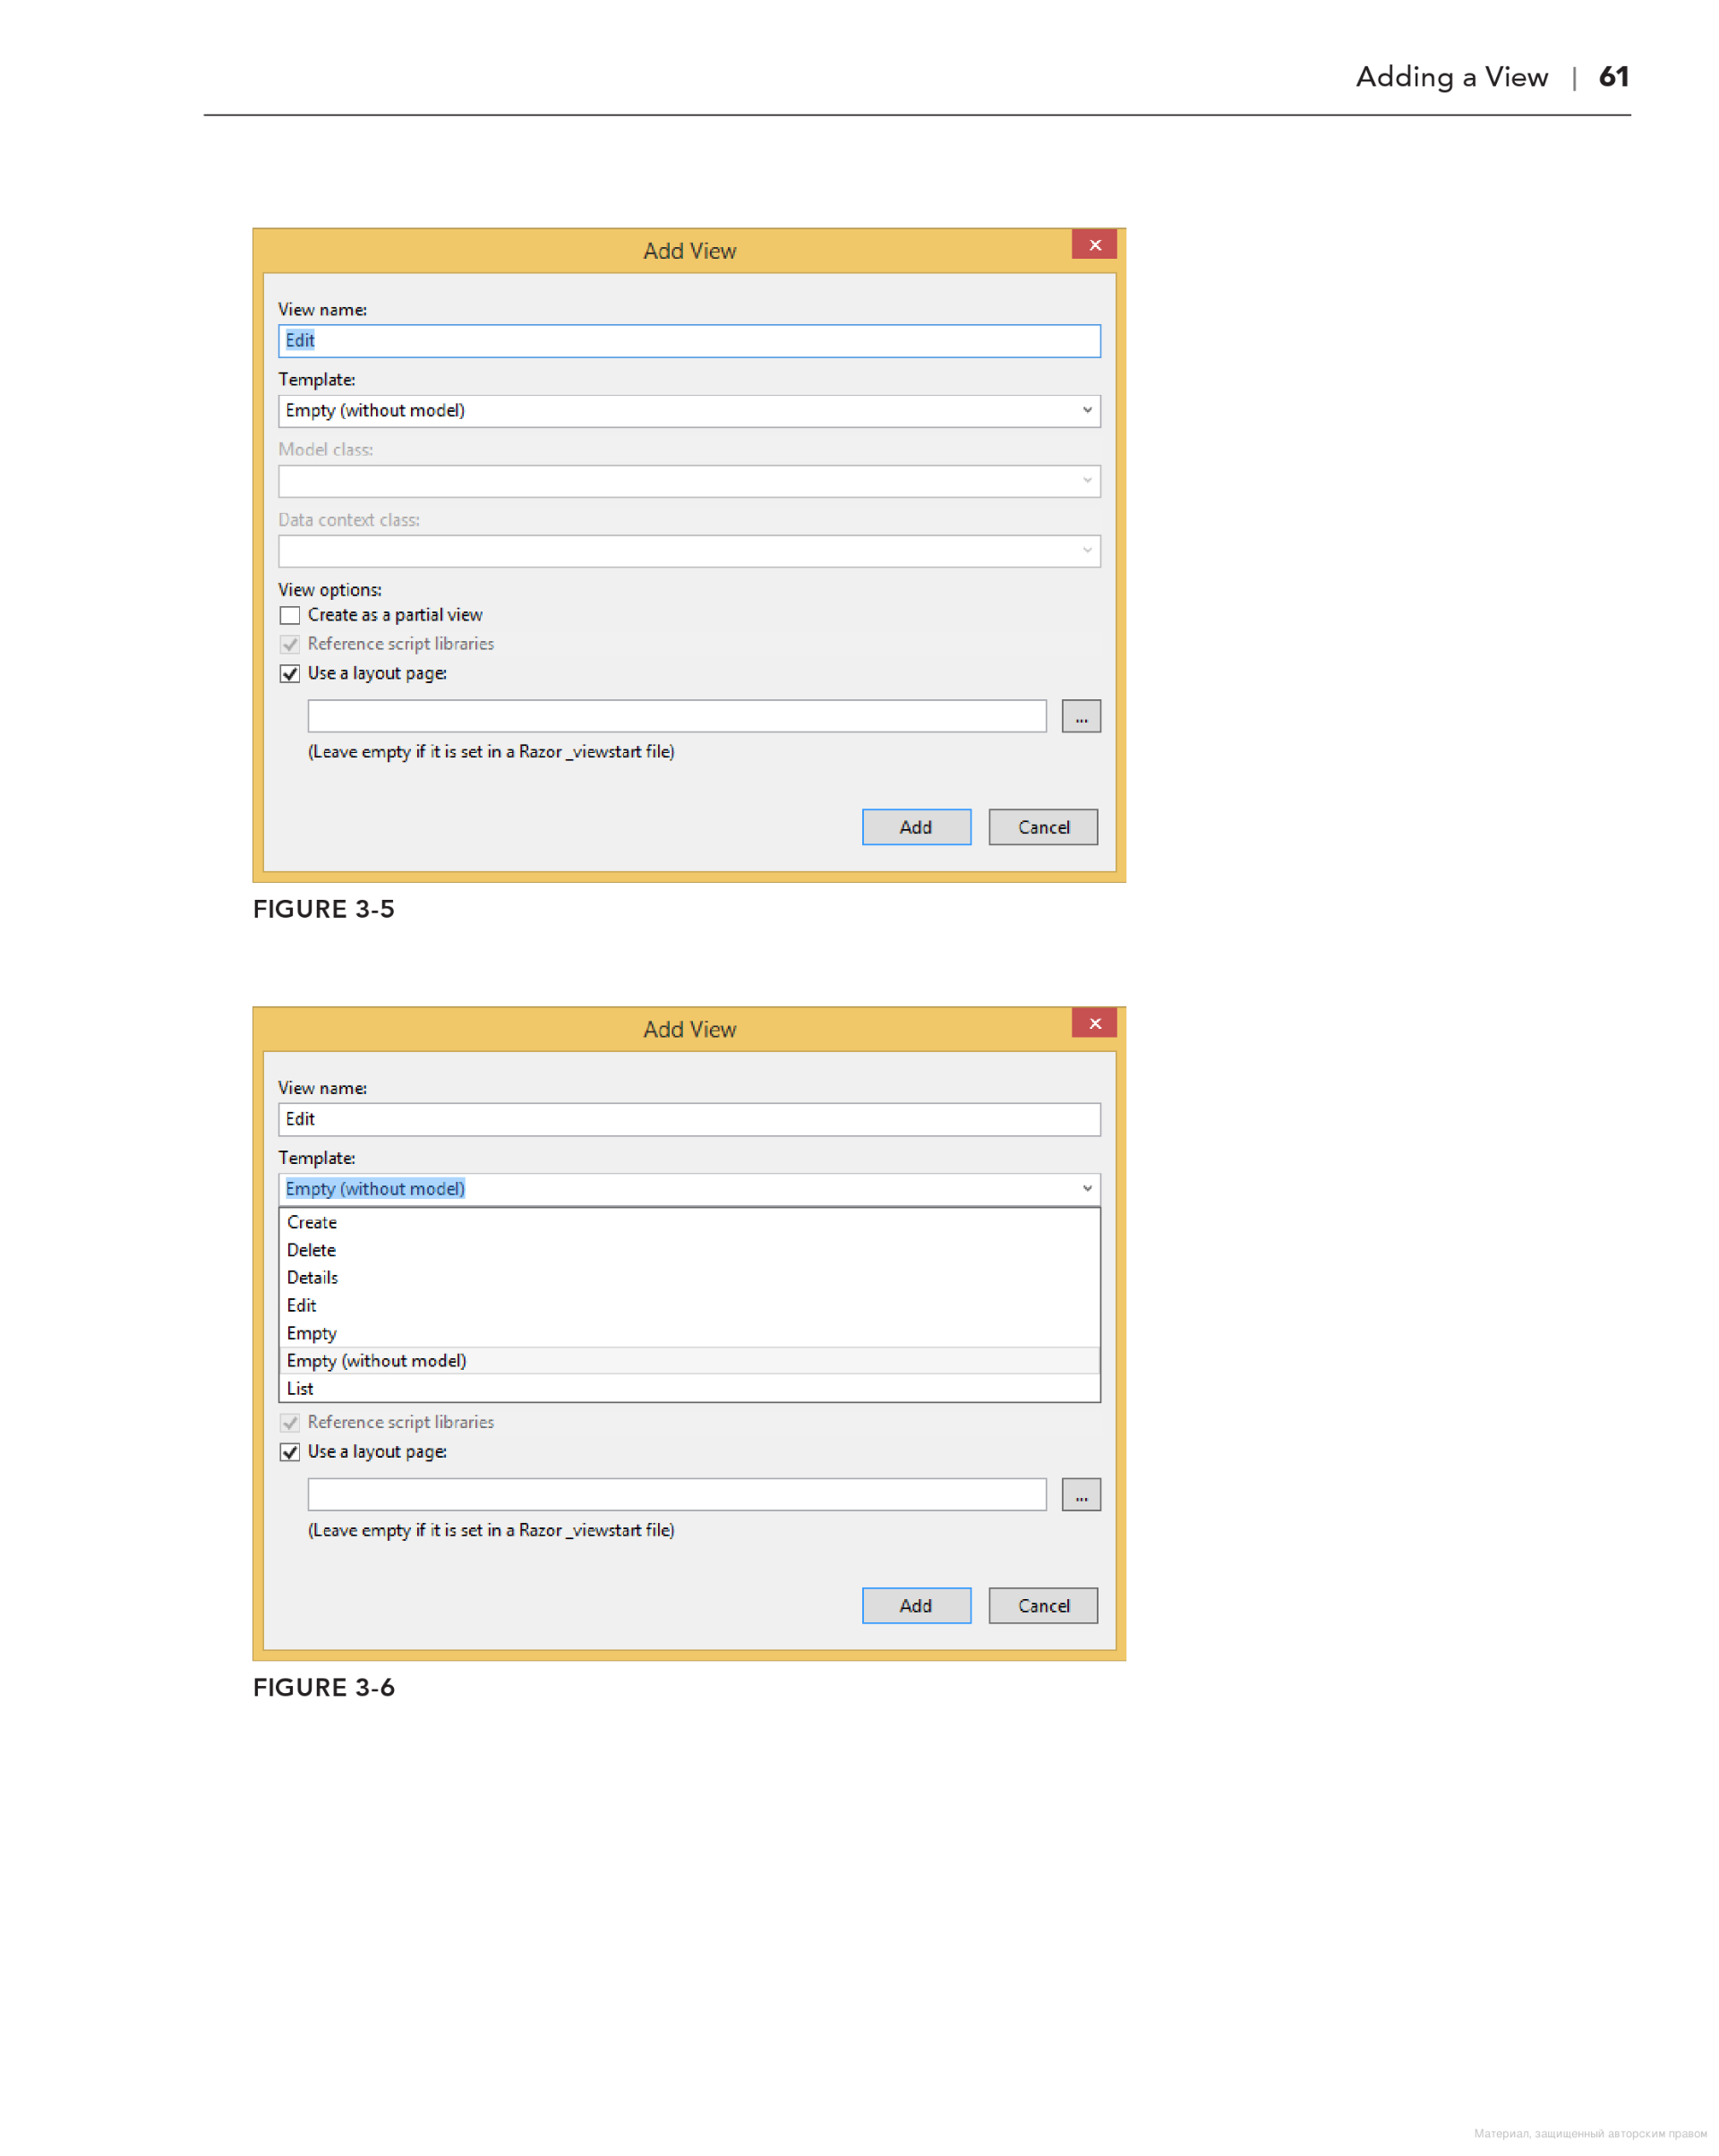 Adding a View | 61
Add View
View name:
Edit
Template:
Empty (without model)
Model class:
Data context class:
View options:
Create as a partial view
Reference script libraries
Use a layout page:
...
(Leave empty if it is set in a Razor _viewstart file)
Add Cancel
FIGURE 3-5
Add View
View name:
Edit
Template:
Empty (without model)
Create
Delete
Details
Edit
Empty
Empty (without model)
List
Reference script libraries
Use a layout page:
...
(Leave empty if it is set in a Razor _viewstart file)
Add Cancel
FIGURE 3-6
Материал, защищенный авторским правом